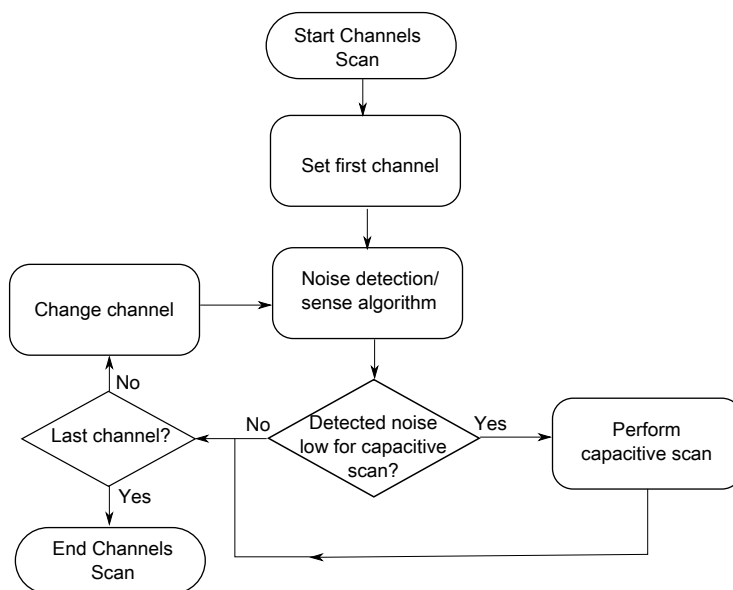 Start Channels
Scan
Set first channel
Noise detection/
sense algorithm
Change channel
No
Last channel?
No
Detected noise
low for capacitive
scan?
Yes
Perform
capacitive scan
Yes
End Channels
Scan